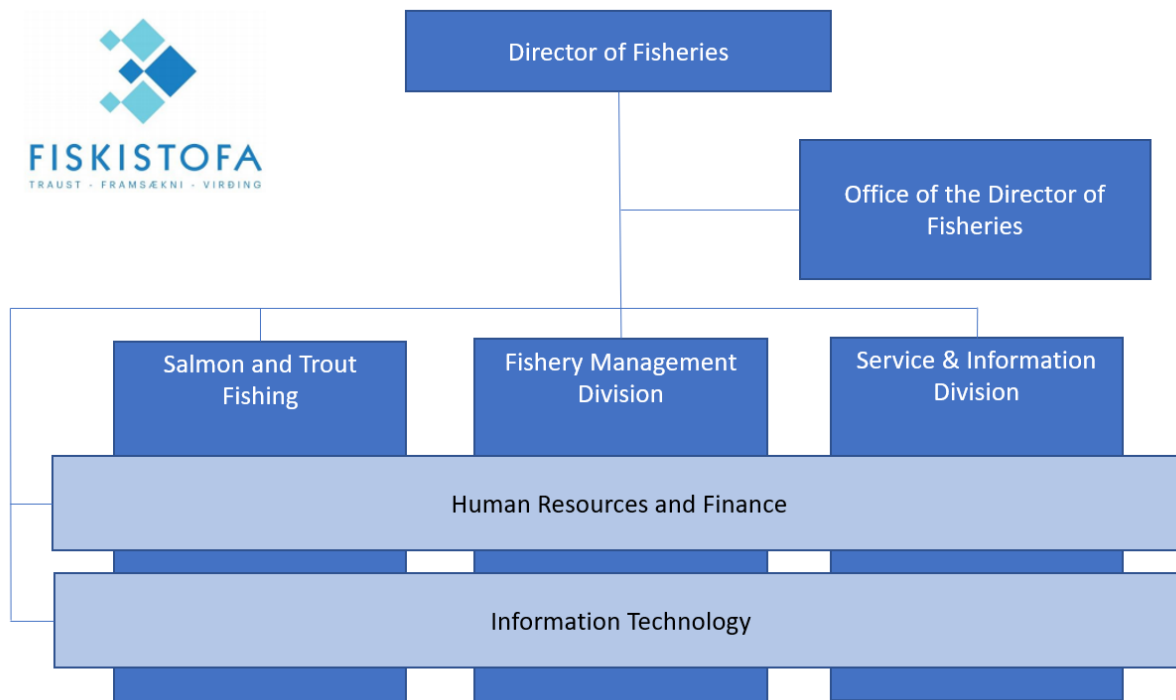 Director of Fisheries
FISKISTOFA
TRAUST - FRAMSÆKNI - VIRÐING
Office of the Director of
Fisheries
Salmon and Trout
Fishing
Fishery Management
Division
Service & Information
Division
Human Resources and Finance
Information Technology